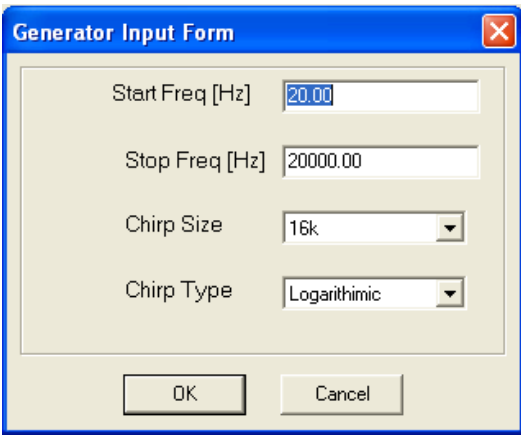 Generator Input Form
Start Freq [Hz] 20.00
Stop Freq [Hz] 20000.00
Chirp Size 16k
Chirp Type Logarithimic
OK Cancel